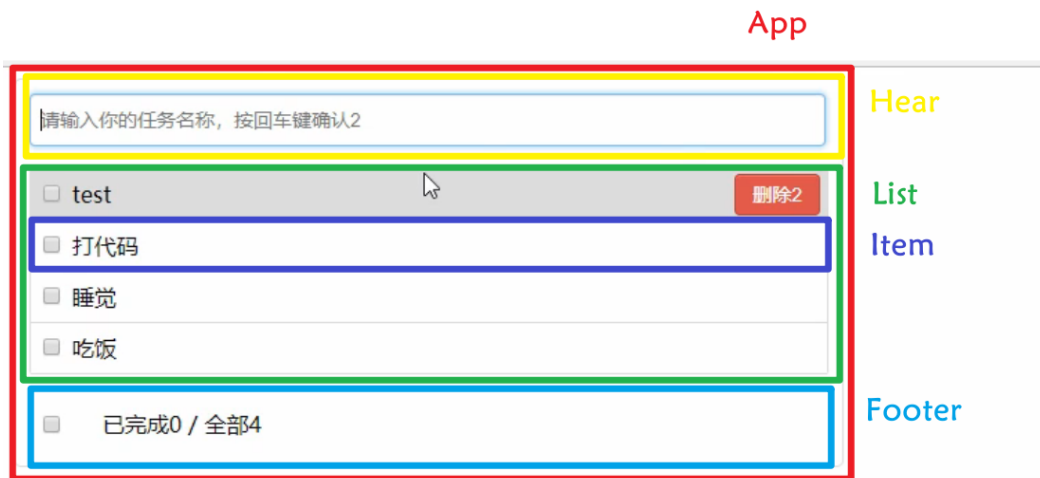 App
请输入你的任务名称，按回车键确认2
Hear
test
删除2
List
打代码
Item
睡觉
吃饭
已完成0 / 全部4
Footer